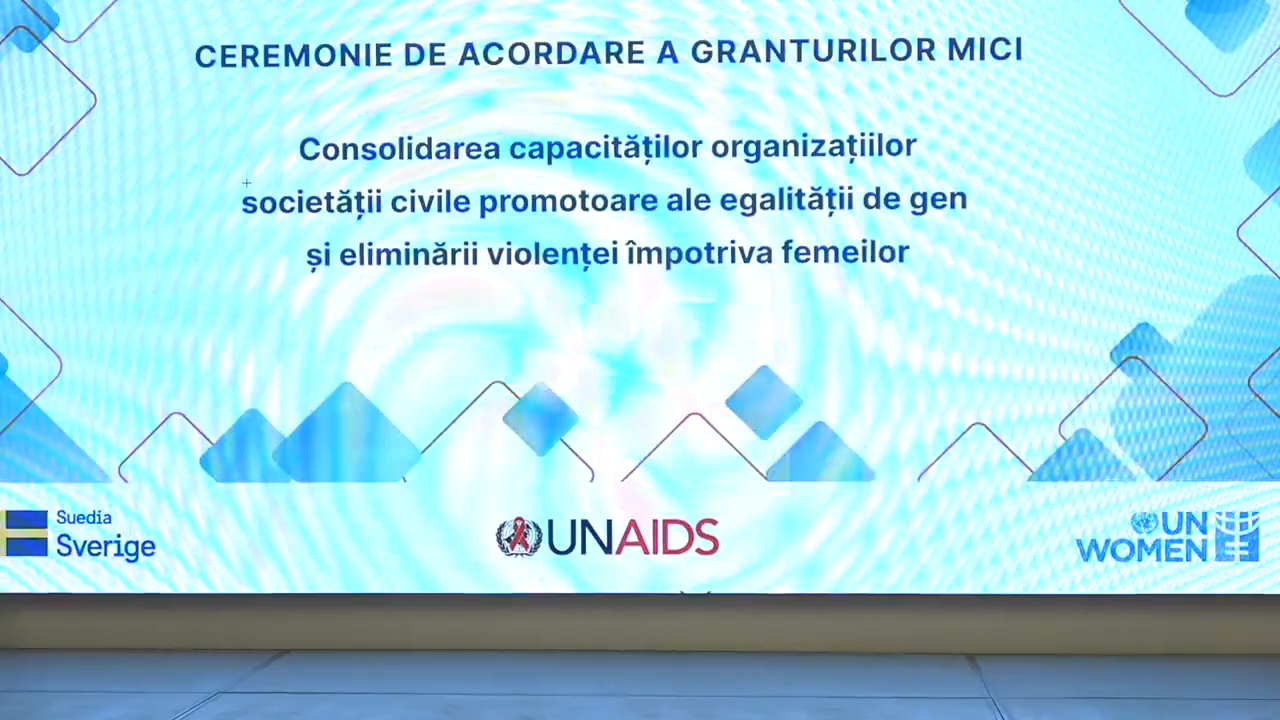 CEREMONIE DE ACORDARE A GRANTURILOR MICI
Consolidarea capacităților organizațiilor
societății civile promotoare ale egalității de gen
și eliminării violenței împotriva femeilor
Suedia
Sverige
UNAIDS
UN
WOMEN